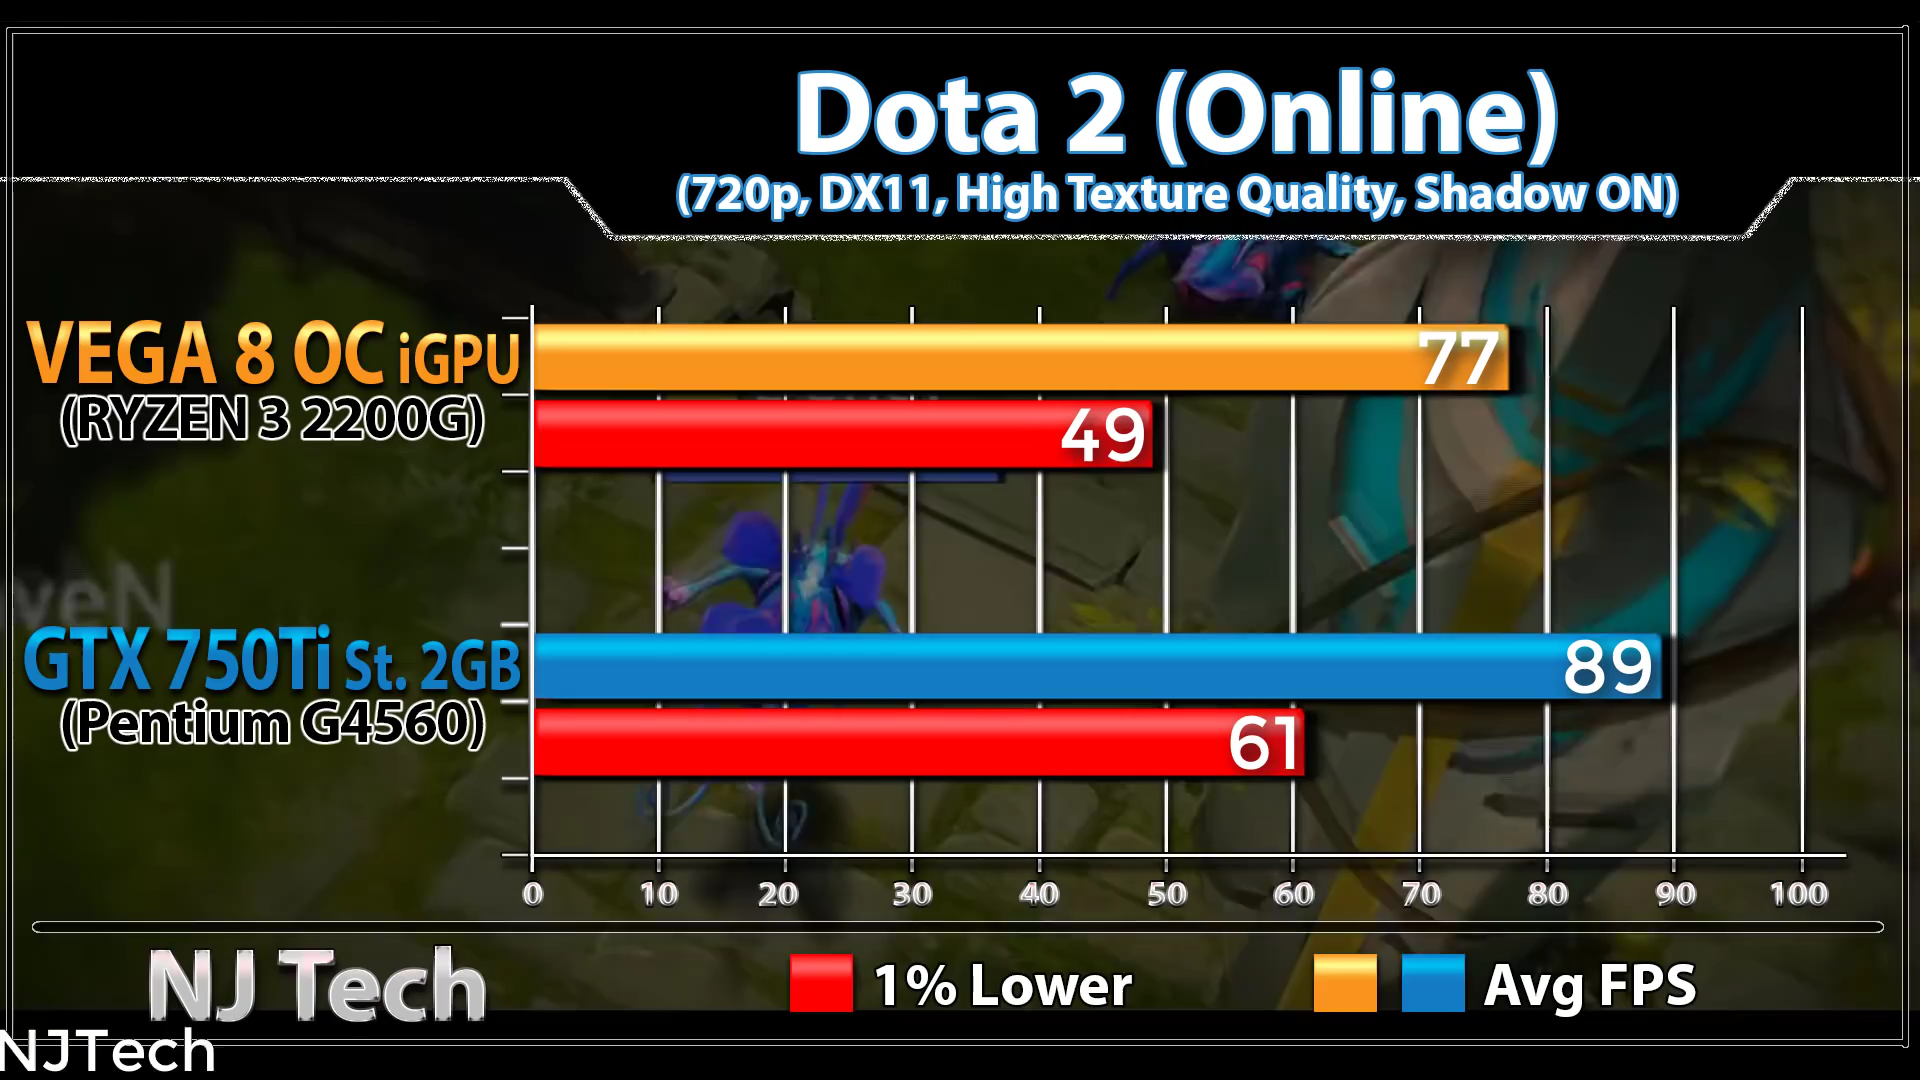 Dota 2 (Online)
(720p, DX11, High Texture Quality, Shadow ON)
VEGA 8 OC iGPU
(RYZEN 3 2200G)
77
49
veN
GTX 750Ti St. 2GB
(Pentium G4560)
89
61
0 10 20 30 40 50 60 70 80 90 100
NJ Tech
1% Lower
Avg FPS
NJTech